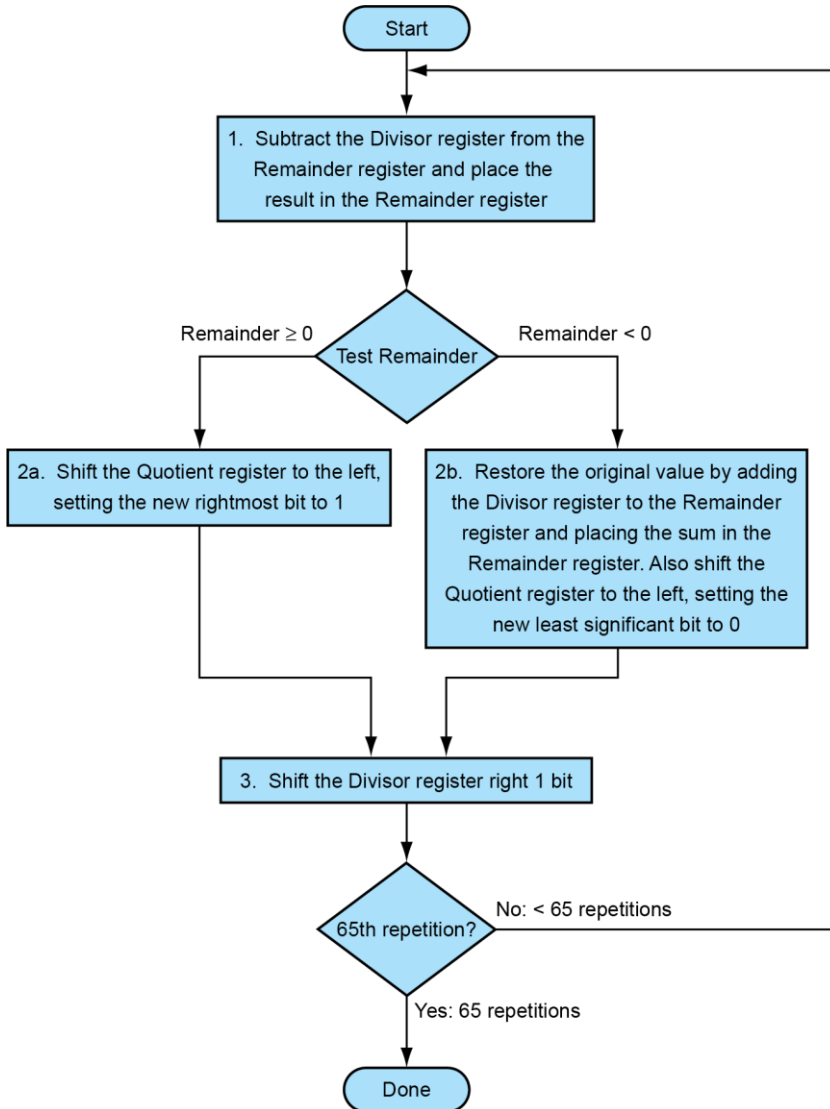 Start
1. Subtract the Divisor register from the
Remainder register and place the
result in the Remainder register
Remainder ≥ 0
Remainder < 0
Test Remainder
2a. Shift the Quotient register to the left,
setting the new rightmost bit to 1
2b. Restore the original value by adding
the Divisor register to the Remainder
register and placing the sum in the
Remainder register. Also shift the
Quotient register to the left, setting the
new least significant bit to 0
3. Shift the Divisor register right 1 bit
65th repetition?
No: < 65 repetitions
Yes: 65 repetitions
Done